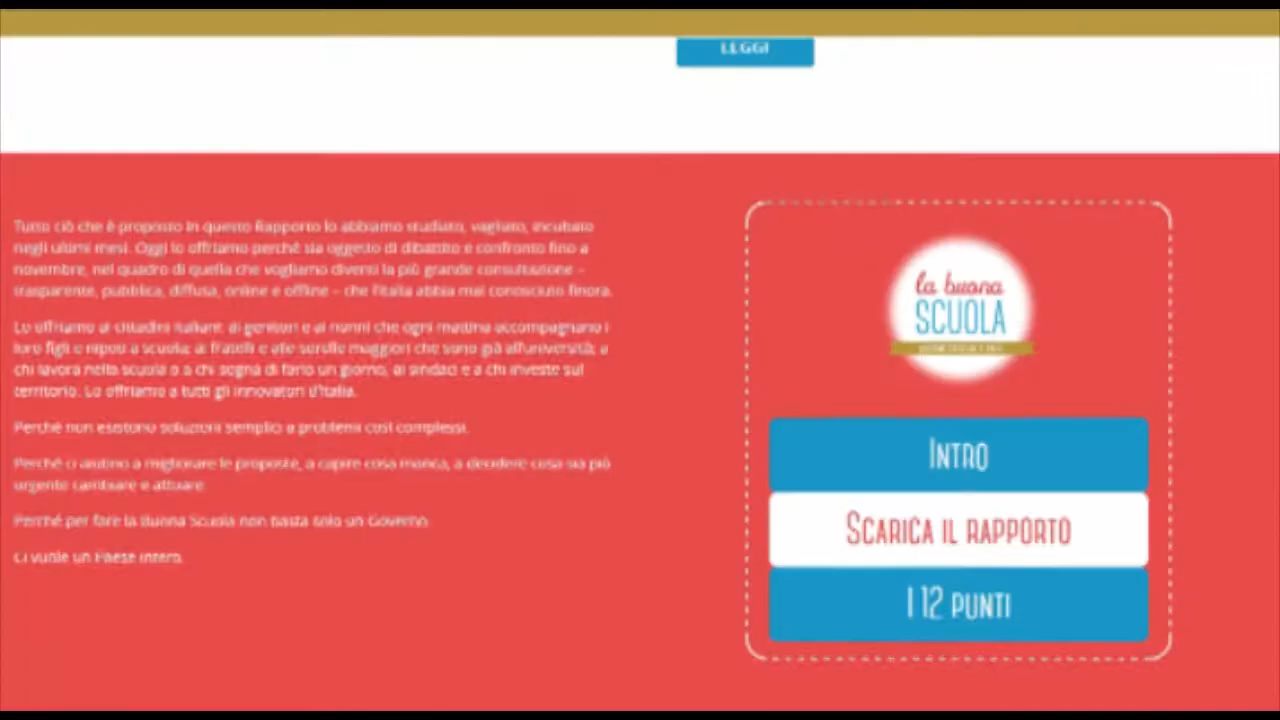 LEGGI
Tutto ciò che è proposto in questo Rapporto lo abbiamo studiato, vagliato, incubato
negli ultimi mesi. Oggi lo offriamo perché sia oggetto di dibattito e confronto fino a
novembre, nel quadro di quella che vogliamo diventi la più grande consultazione –
trasparente, pubblica, diffusa, online e offline – che l'Italia abbia mai conosciuto finora.
Lo offriamo ai cittadini italiani: ai genitori e ai nonni che ogni mattina accompagnano i
loro figli e nipoti a scuola; ai fratelli e alle sorelle maggiori che sono già all'università; a
chi lavora nella scuola o a chi sogna di farlo un giorno, ai sindaci e a chi investe sul
territorio. Lo offriamo a tutti gli innovatori d'Italia.
Perché non esistono soluzioni semplici a problemi così complessi.
Perché ci aiutino a migliorare le proposte, a capire cosa manca, a decidere cosa sia più
urgente cambiare e attuare.
Perché per fare la Buona Scuola non basta solo un Governo.
Ci vuole un Paese intero.
la buona
SCUOLA
INTRO
SCARICA IL RAPPORTO
I 12 PUNTI